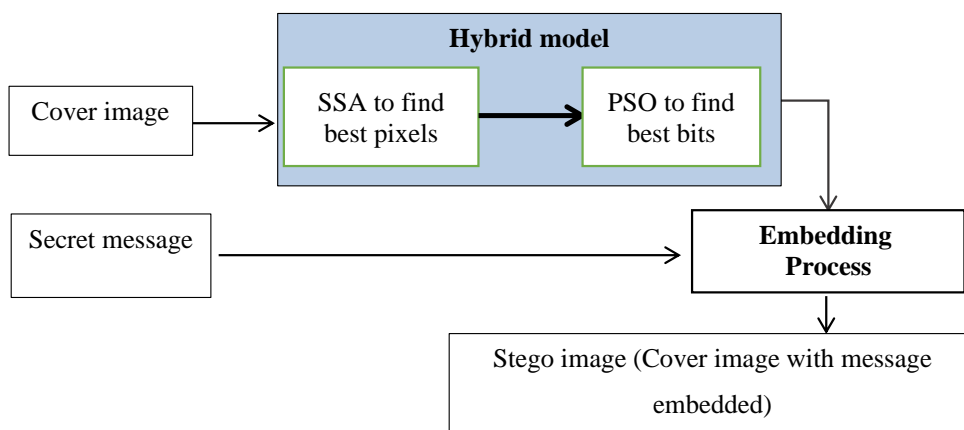 Hybrid model
Cover image
SSA to find
best pixels
PSO to find
best bits
Secret message
Embedding
Process
Stego image (Cover image with message
embedded)